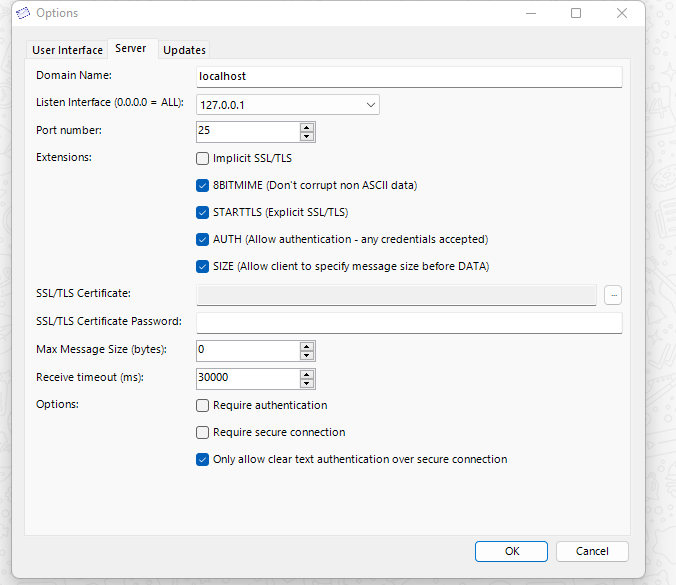 Options
User Interface Server Updates
Domain Name: localhost
Listen Interface (0.0.0.0 = ALL): 127.0.0.1
Port number: 25
Extensions: Implicit SSL/TLS
8BITMIME (Don't corrupt non ASCII data)
STARTTLS (Explicit SSL/TLS)
AUTH (Allow authentication - any credentials accepted)
SIZE (Allow client to specify message size before DATA)
SSL/TLS Certificate: ...
SSL/TLS Certificate Password:
Max Message Size (bytes): 0
Receive timeout (ms): 30000
Options: Require authentication
Require secure connection
Only allow clear text authentication over secure connection
OK Cancel